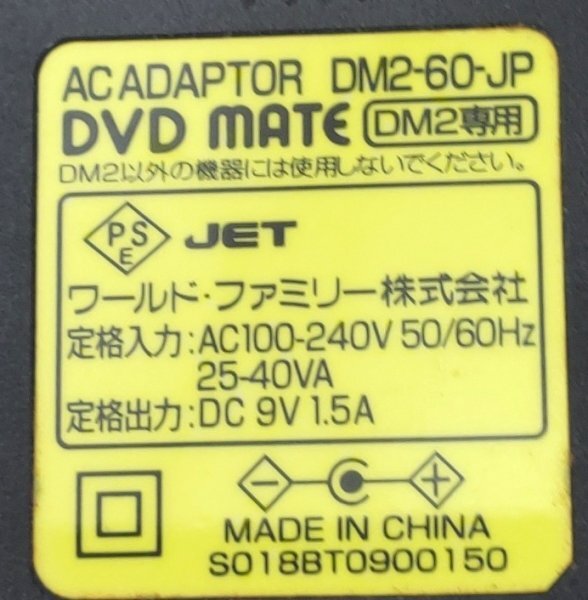 AC ADAPTOR DM2-60-JP
DVD MATE DM2専用
DM2以外の機器には使用しないでください。
PSE JET
ワールド・ファミリー株式会社
定格入力:AC100-240V 50/60Hz
25-40VA
定格出力:DC 9V 1.5A
MADE IN CHINA
S018BT0900150